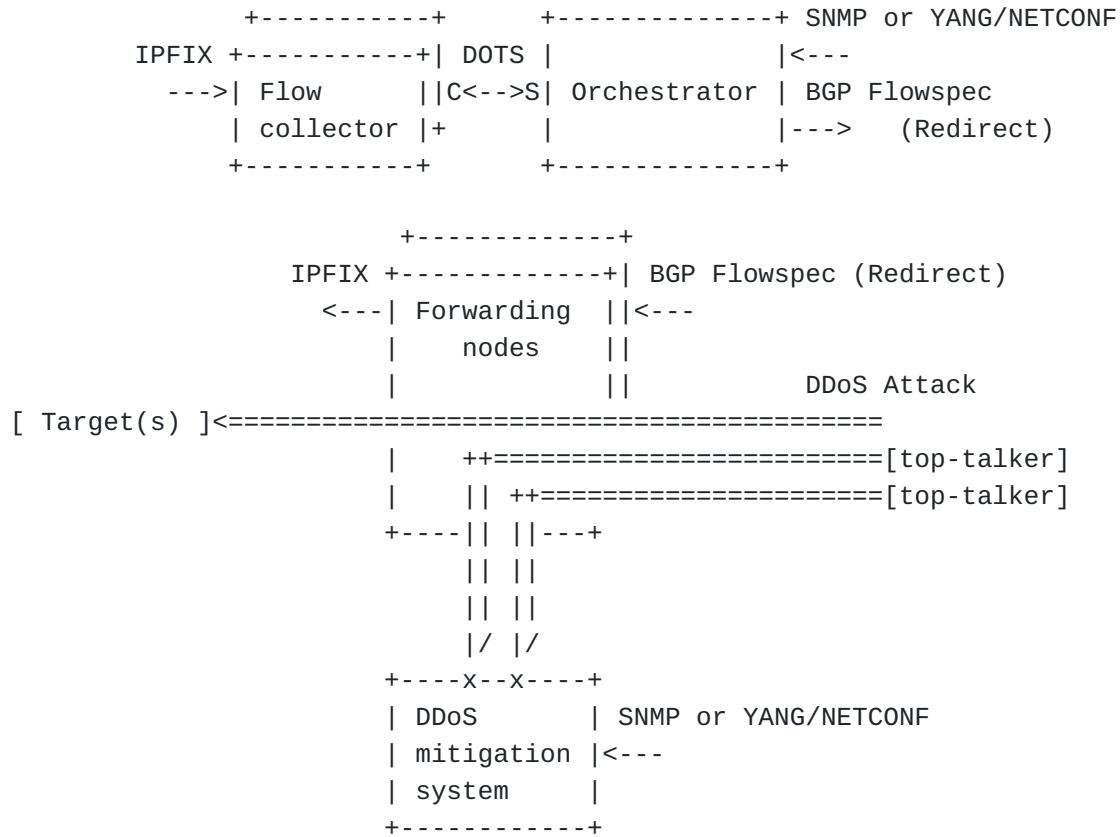 +-----------+       +--------------+ SNMP or YANG/NETCONF
         IPFIX +-----------+| DOTS |              |<---
           --->| Flow      ||C<-->S| Orchestrator | BGP Flowspec
               | collector |+      |              |--->   (Redirect)
               +-----------+       +--------------+

                          +-------------+
                   IPFIX +-------------+| BGP Flowspec (Redirect)
                     <---| Forwarding  ||<---
                         |    nodes    ||
                         |             ||           DDoS Attack
 [ Target(s) ]<==========================================
                         |    ++=========================[top-talker]
                         |    || ++======================[top-talker]
                         +----|| ||---+
                              || ||
                              || ||
                              |/ |/
                         +----x--x----+
                         | DDoS       | SNMP or YANG/NETCONF
                         | mitigation |<---
                         | system     |
                         +------------+